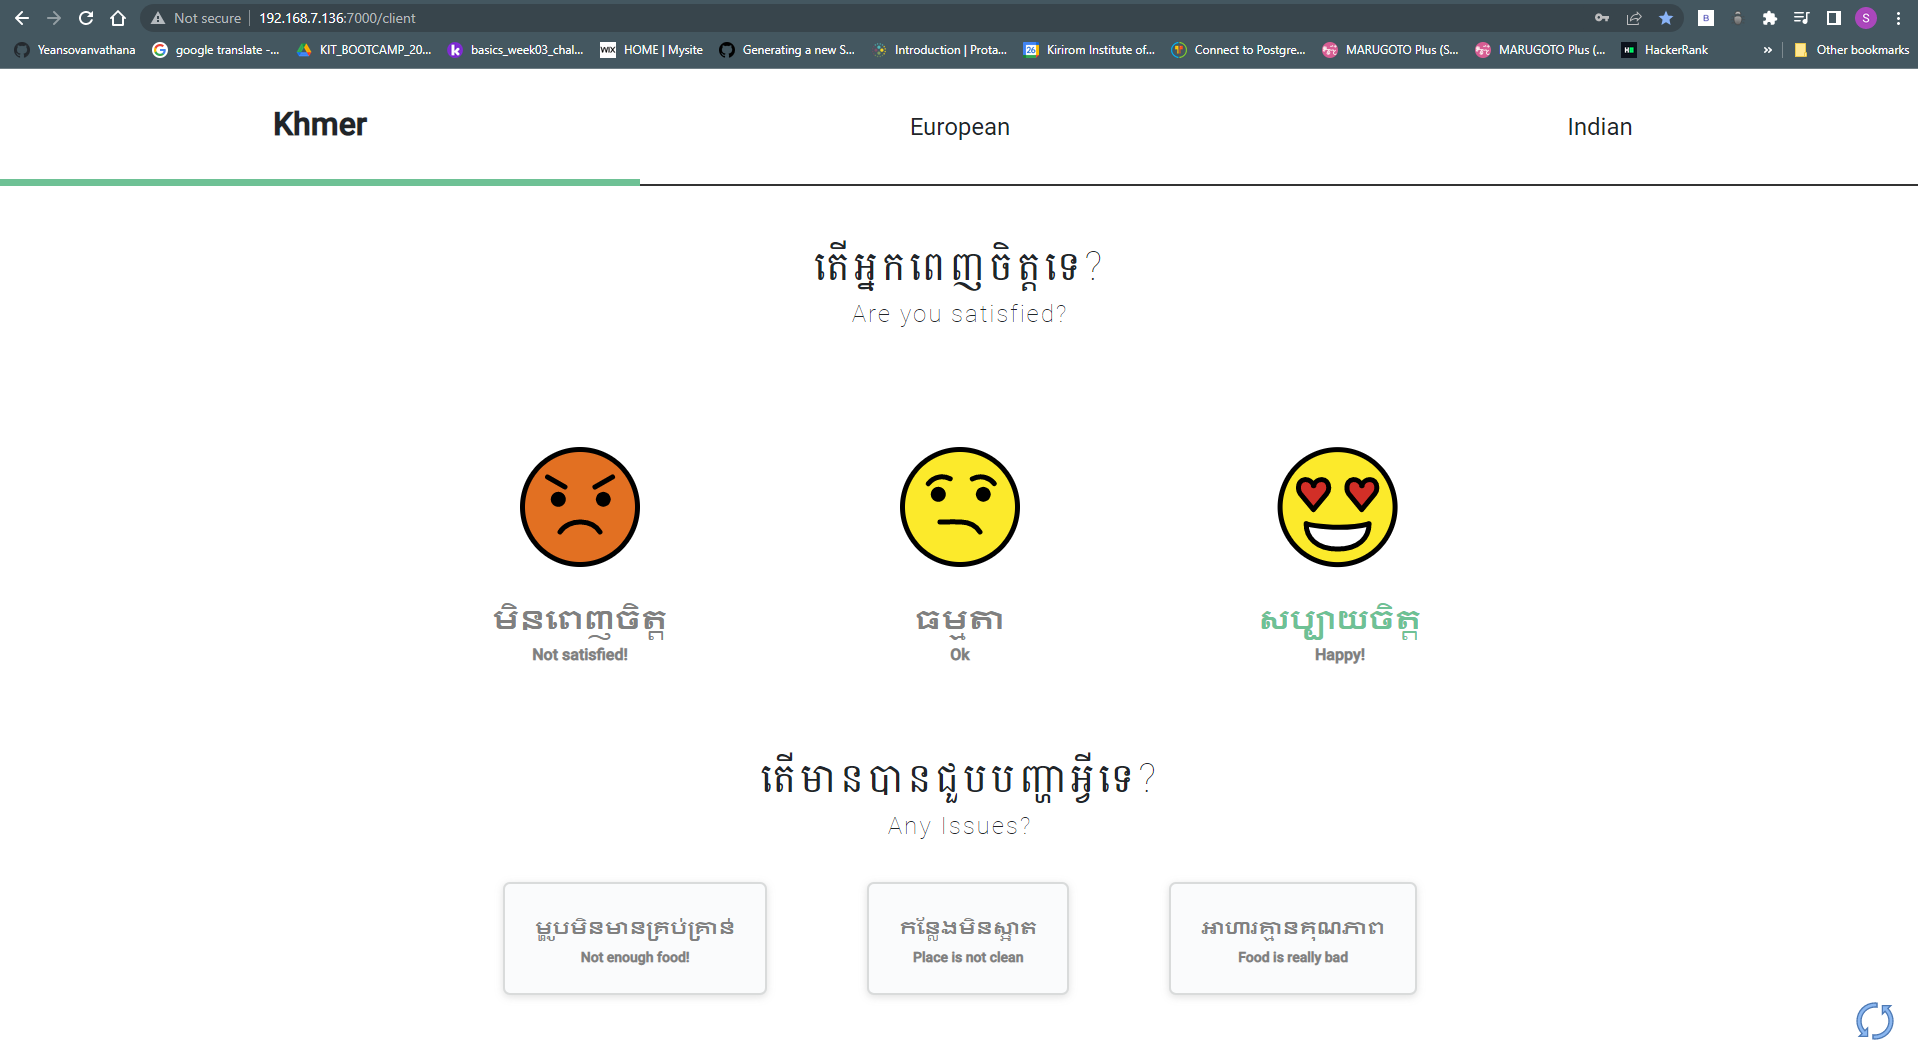 Not secure
192.168.7.136:7000/client
S
Yeansovanvathana
google translate -...
KIT_BOOTCAMP_20...
basics_week03_chal...
HOME | Mysite
Generating a new S...
Introduction | Prota...
Kirirom Institute of...
Connect to Postgre...
MARUGOTO Plus (S...
MARUGOTO Plus (...
HackerRank
»
Other bookmarks
Khmer
European
Indian
តើអ្នកពេញចិត្តទេ?
Are you satisfied?
មិនពេញចិត្ត
Not satisfied!
ធម្មតា
Ok
សប្បាយចិត្ត
Happy!
តើមានបានជួបបញ្ហាអ្វីទេ?
Any Issues?
ម្ហូបមិនមានគ្រប់គ្រាន់
Not enough food!
កន្លែងមិនស្អាត
Place is not clean
អាហារគ្មានគុណភាព
Food is really bad